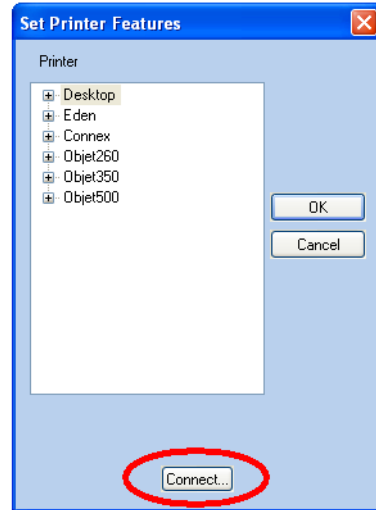 Set Printer Features
Printer
Desktop
Eden
Connex
Objet260
Objet350
Objet500
OK
Cancel
Connect...